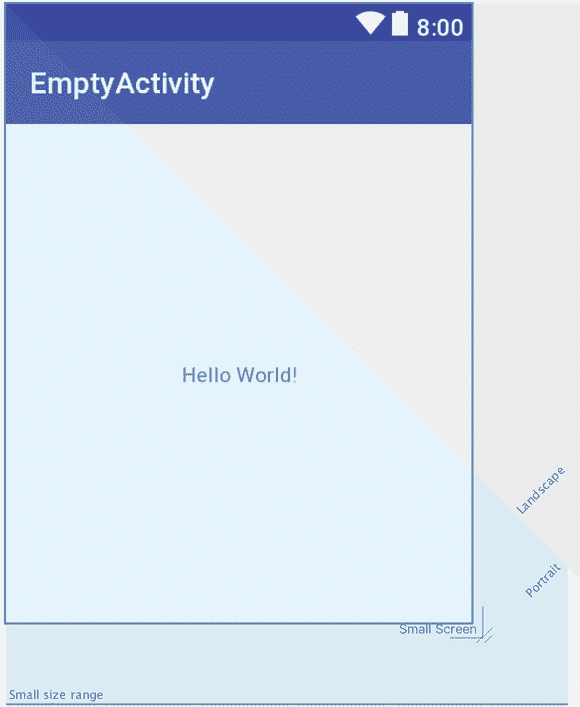 8:00
EmptyActivity
Hello World!
Landscape
Portrait
Small Screen
Small size range